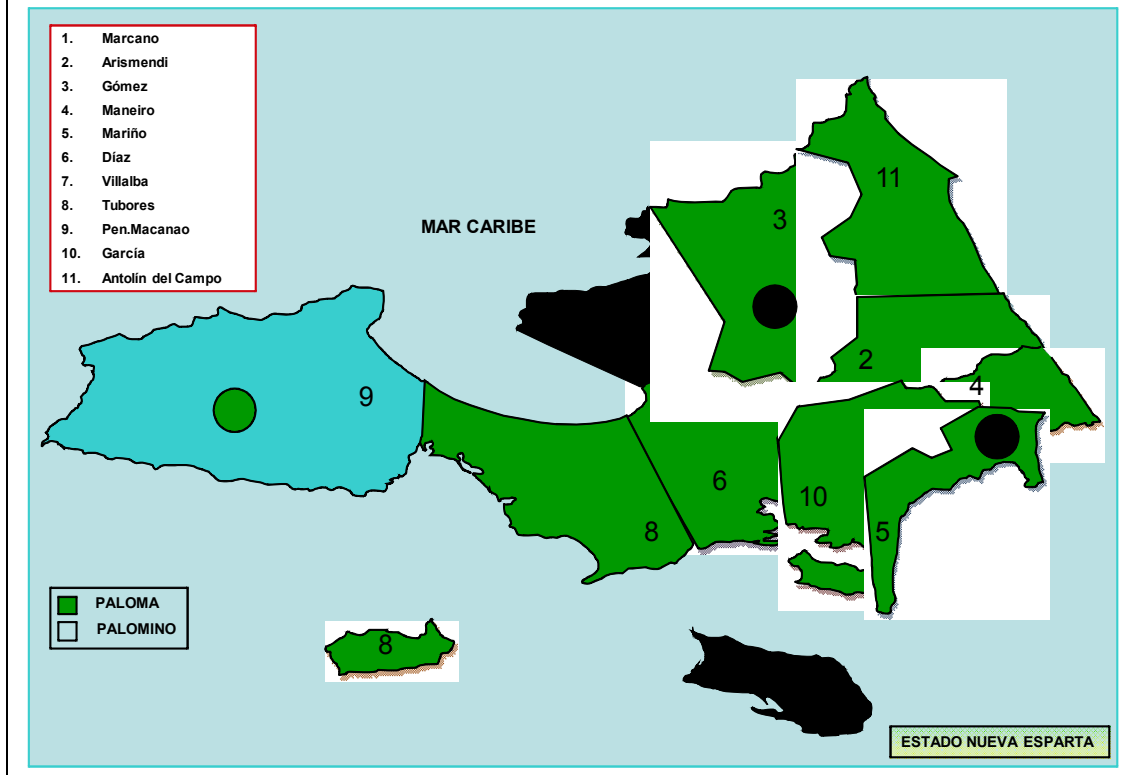 1. Marcano
2. Arismendi
3. Gómez
4. Maneiro
5. Mariño
6. Díaz
7. Villalba
8. Tubores
9. Pen.Macanao
10. García
11. Antolín del Campo
MAR CARIBE
11
3
2
4
9
6
10
8
5
8
PALOMA
PALOMINO
ESTADO NUEVA ESPARTA